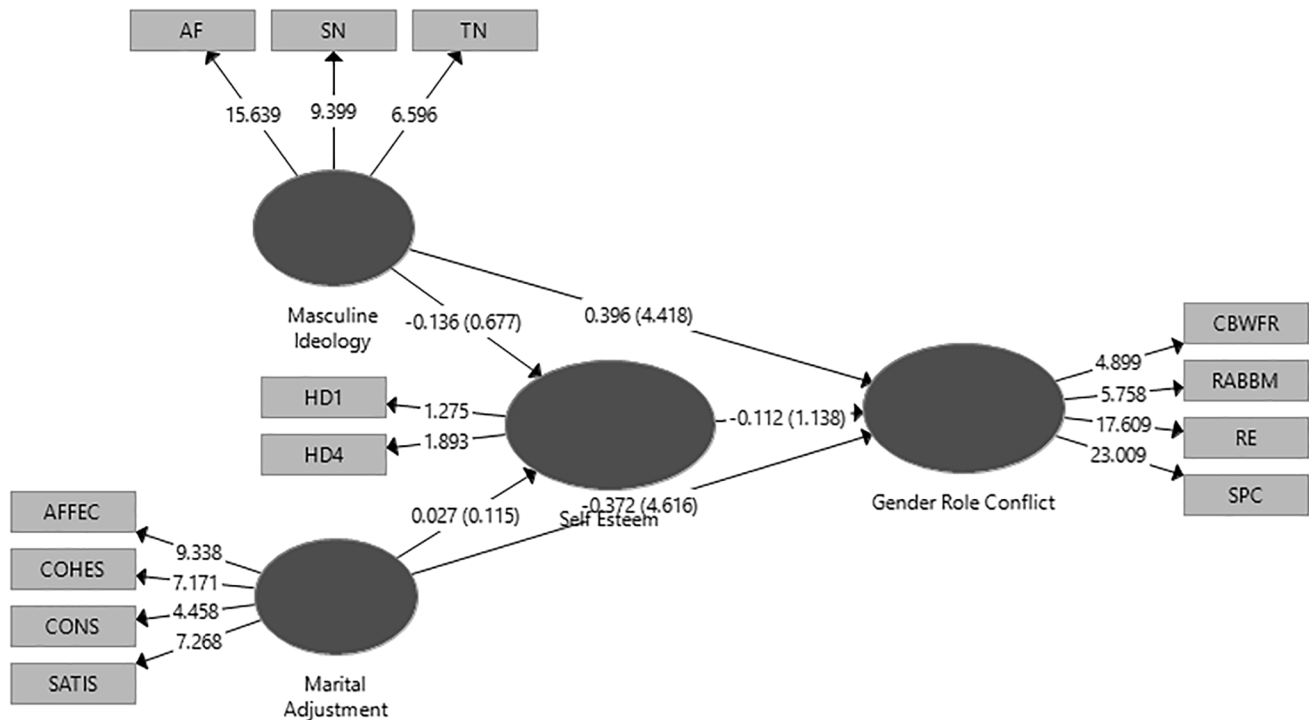 AF SN TN
15.639 9.399 6.596
Masculine
Ideology
-0.136 (0.677)
0.396 (4.418)
HD1
HD4
1.275
1.893
-0.112 (1.138)
Self Esteem
0.027 (0.115)
-0.372 (4.616)
AFFEC
COHES
CONS
SATIS
9.338
7.171
4.458
7.268
Marital
Adjustment
Gender Role Conflict
4.899
5.758
17.609
23.009
CBWFR
RABBM
RE
SPC